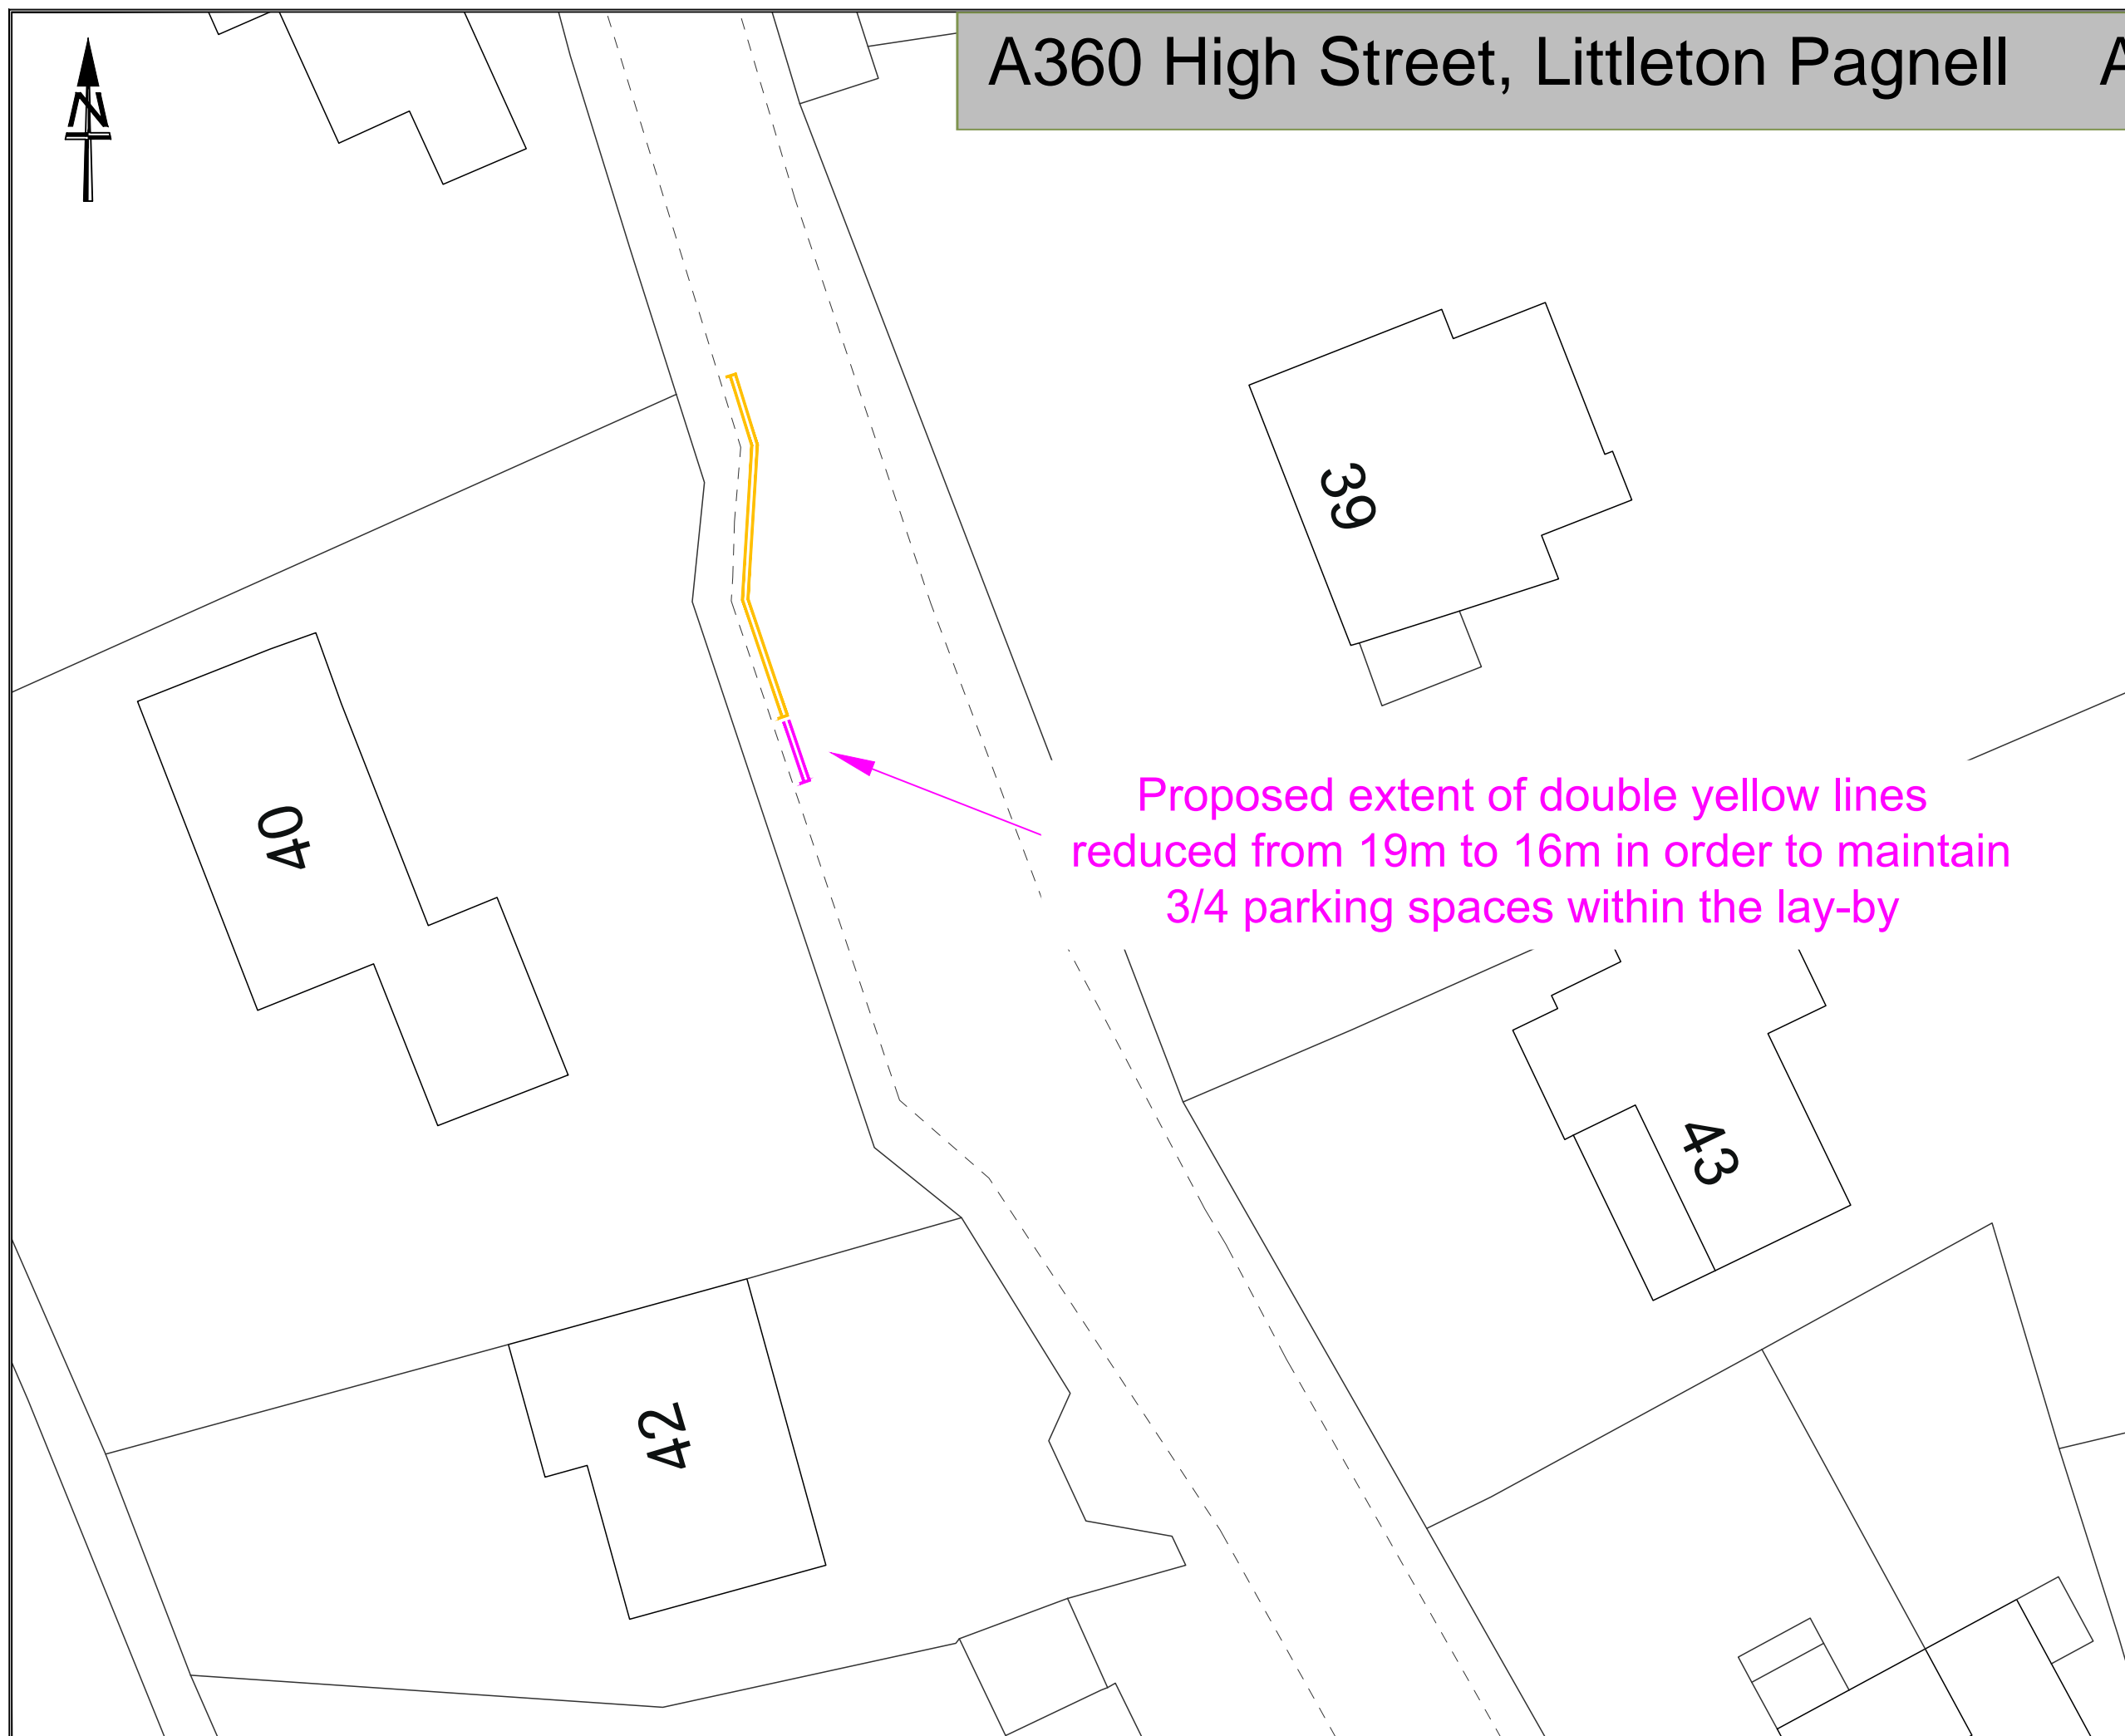 A360 High Street, Littleton Pagnell A
N
39
40
Proposed extent of double yellow lines
reduced from 19m to 16m in order to maintain
3/4 parking spaces within the lay-by
43
42